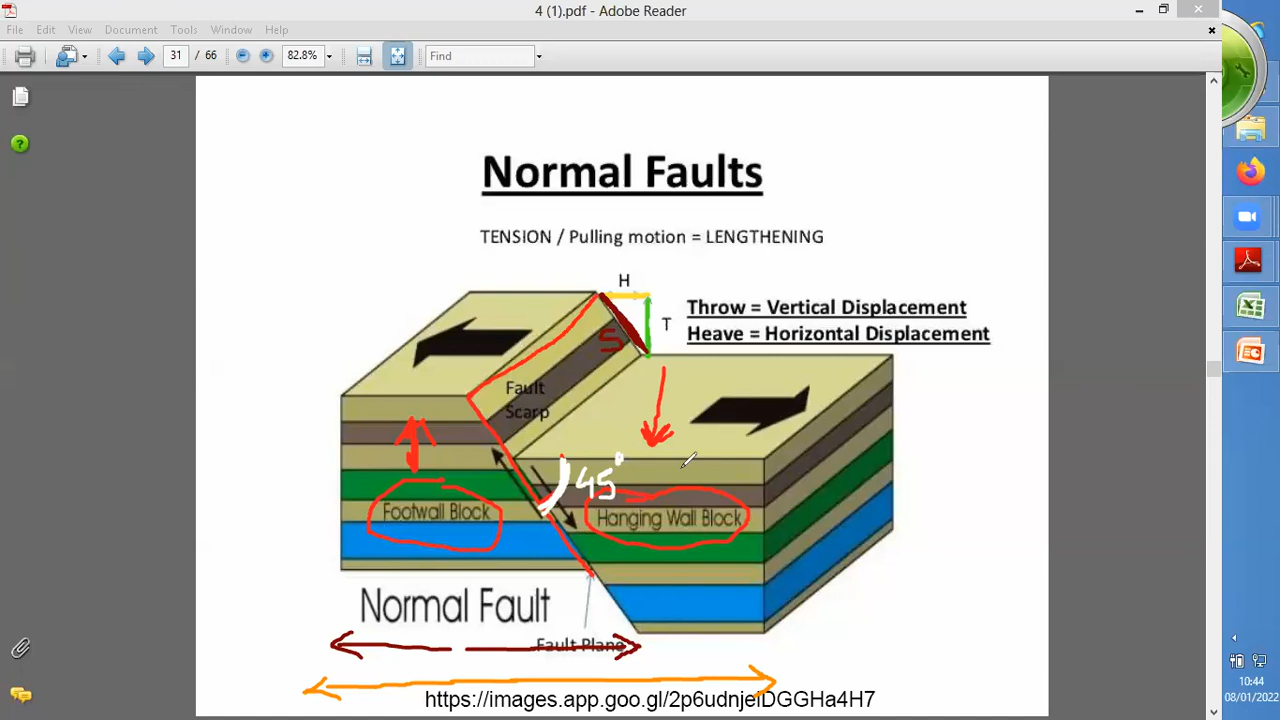 4 (1).pdf - Adobe Reader
File Edit View Document Tools Window Help
31 / 66 82.8% Find
Normal Faults
TENSION / Pulling motion = LENGTHENING
H
T
S
Throw = Vertical Displacement
Heave = Horizontal Displacement
Fault
Scarp
45°
Footwall Block
Hanging Wall Block
Normal Fault
Fault Plane
https://images.app.goo.gl/2p6udnjeiDGGHa4H7
10:44
08/01/2022